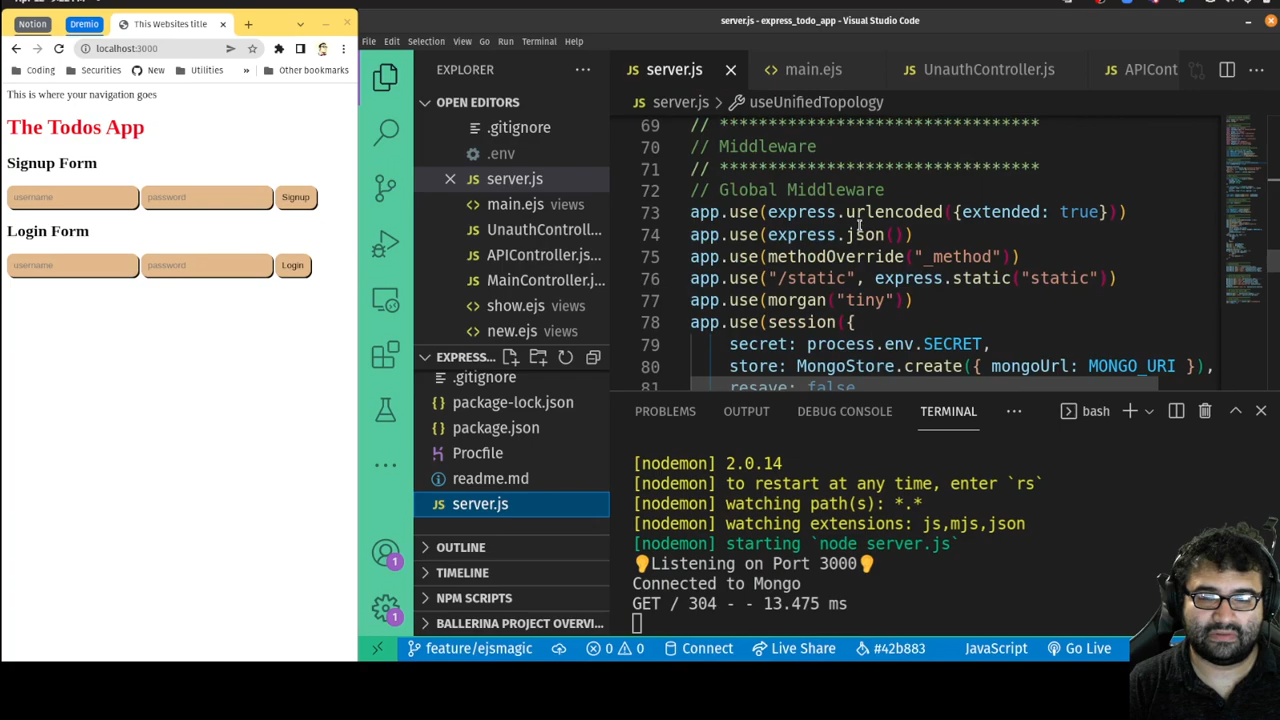 server.js - express_todo_app - Visual Studio Code
Notion
Dremio
This Websites title
localhost:3000
Coding
Securities
New
Utilities
»
Other bookmarks
This is where your navigation goes
The Todos App
Signup Form
username
password
Signup
Login Form
username
password
Login
File Edit Selection View Go Run Terminal Help
EXPLORER
OPEN EDITORS
.gitignore
.env
server.js
main.ejs views
UnauthControll...
APIController.js...
MainController.j...
show.ejs views
new.ejs views
EXPRESS...
.gitignore
package-lock.json
package.json
Procfile
readme.md
server.js
OUTLINE
TIMELINE
NPM SCRIPTS
BALLERINA PROJECT OVERVI...
1
1
server.js
main.ejs
UnauthController.js
APICont
server.js > useUnifiedTopology
69 // *********************************
70 // Middleware
71 // *********************************
72 // Global Middleware
73 app.use(express.urlencoded({extended: true}))
74 app.use(express.json())
75 app.use(methodOverride("_method"))
76 app.use("/static", express.static("static"))
77 app.use(morgan("tiny"))
78 app.use(session({
79 secret: process.env.SECRET,
80 store: MongoStore.create({ mongoUrl: MONGO_URI }),
81 resave: false
PROBLEMS OUTPUT DEBUG CONSOLE TERMINAL
bash
[nodemon] 2.0.14
[nodemon] to restart at any time, enter `rs`
[nodemon] watching path(s): *.*
[nodemon] watching extensions: js,mjs,json
[nodemon] starting `node server.js`
💡Listening on Port 3000💡
Connected to Mongo
GET / 304 - - 13.475 ms
feature/ejsmagic
0 0
Connect
Live Share
#42b883
JavaScript
Go Live